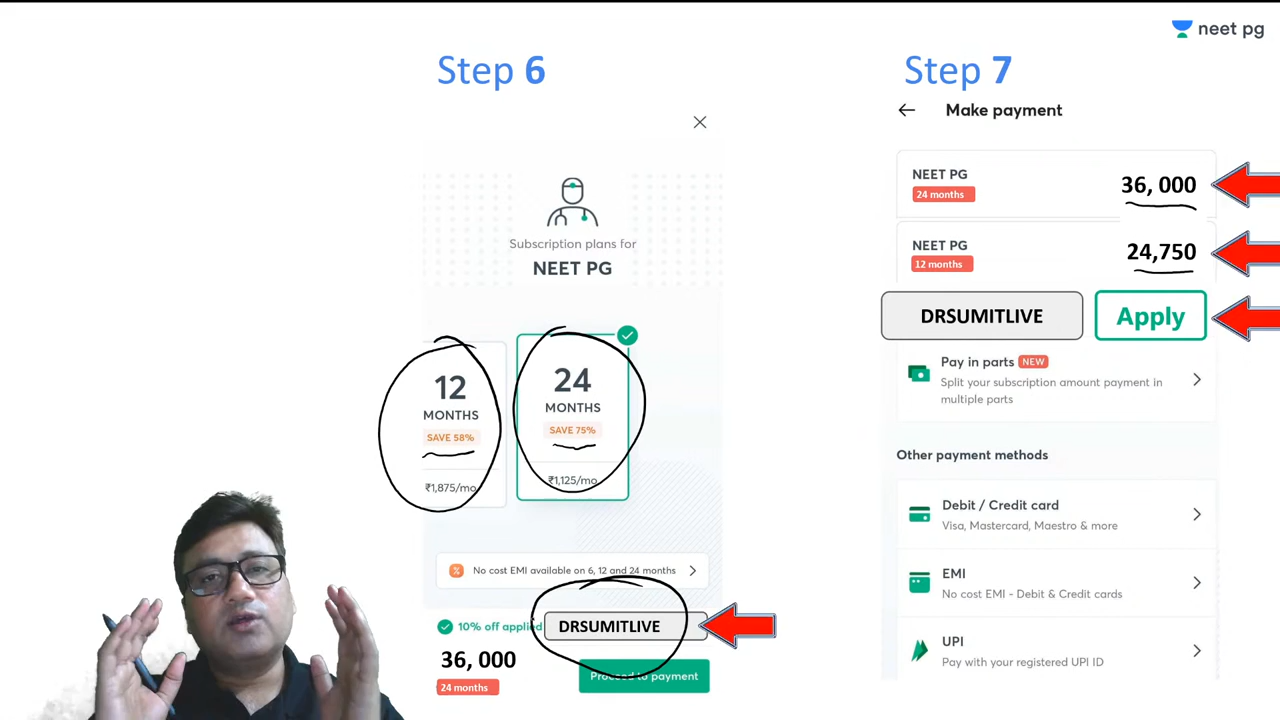 neet pg
Step 6
Subscription plans for
NEET PG
12
MONTHS
SAVE 58%
₹1,875/mo
24
MONTHS
SAVE 75%
₹1,125/mo
No cost EMI available on 6, 12 and 24 months
10% off applied
DRSUMITLIVE
36, 000
24 months
Proceed to payment
Step 7
Make payment
NEET PG
24 months
36, 000
NEET PG
12 months
24,750
DRSUMITLIVE
Apply
Pay in parts NEW
Split your subscription amount payment in
multiple parts
Other payment methods
Debit / Credit card
Visa, Mastercard, Maestro & more
EMI
No cost EMI - Debit & Credit cards
UPI
Pay with your registered UPI ID